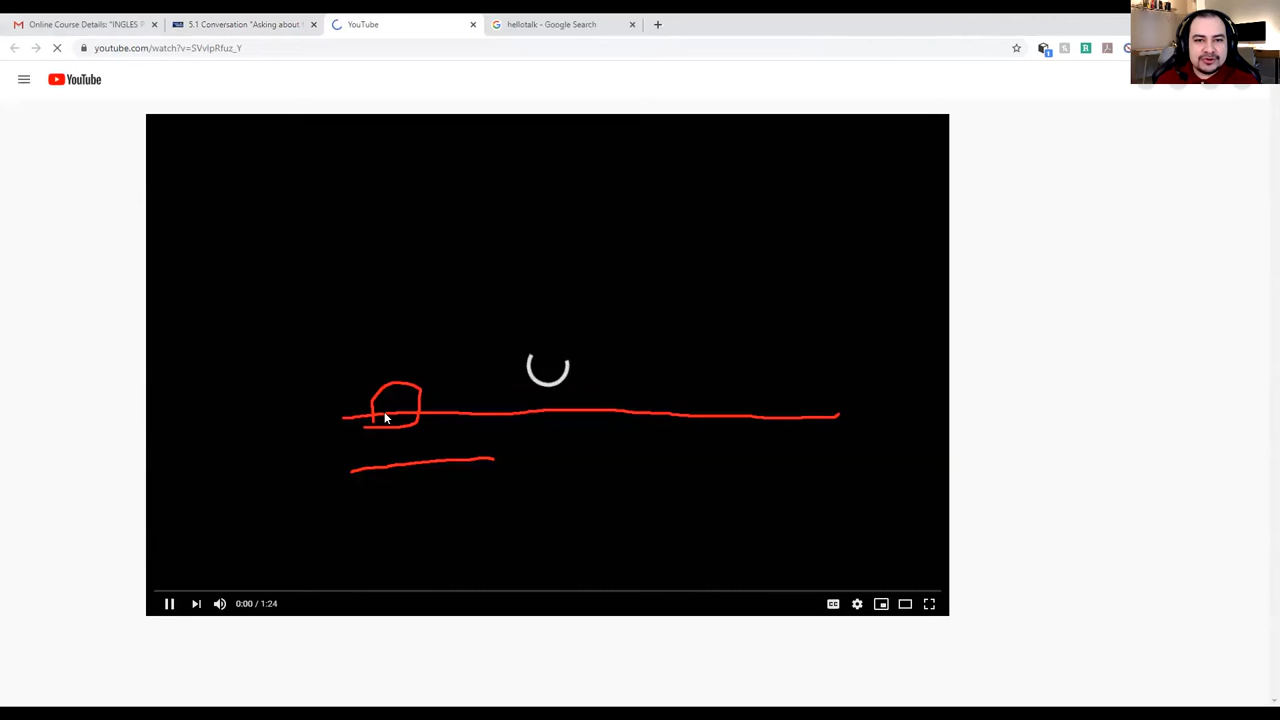 Online Course Details: "INGLES P
5.1 Conversation "Asking about t
YouTube
hellotalk - Google Search
youtube.com/watch?v=SVvlpRfuz_Y
YouTube
0:00 / 1:24
CC